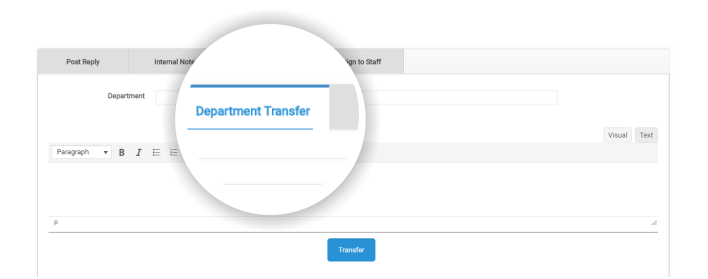 Post Reply Internal Note ign to Staff
Department
Department Transfer
Visual Text
Paragraph B I
P
Transfer